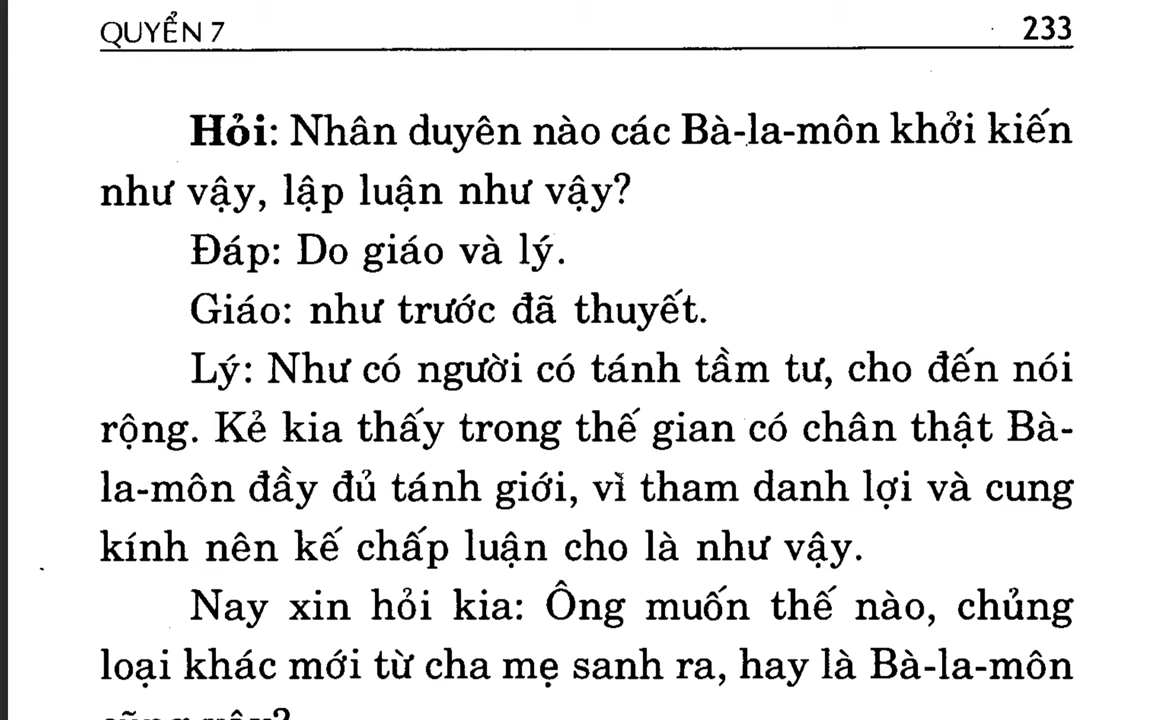 QUYỂN 7 233
Hỏi: Nhân duyên nào các Bà-la-môn khởi kiến
như vậy, lập luận như vậy?
Đáp: Do giáo và lý.
Giáo: như trước đã thuyết.
Lý: Như có người có tánh tầm tư, cho đến nói
rộng. Kẻ kia thấy trong thế gian có chân thật Bà-
la-môn đầy đủ tánh giới, vì tham danh lợi và cung
kính nên kế chấp luận cho là như vậy.
Nay xin hỏi kia: Ông muốn thế nào, chủng
loại khác mới từ cha mẹ sanh ra, hay là Bà-la-môn
cũng vậy?